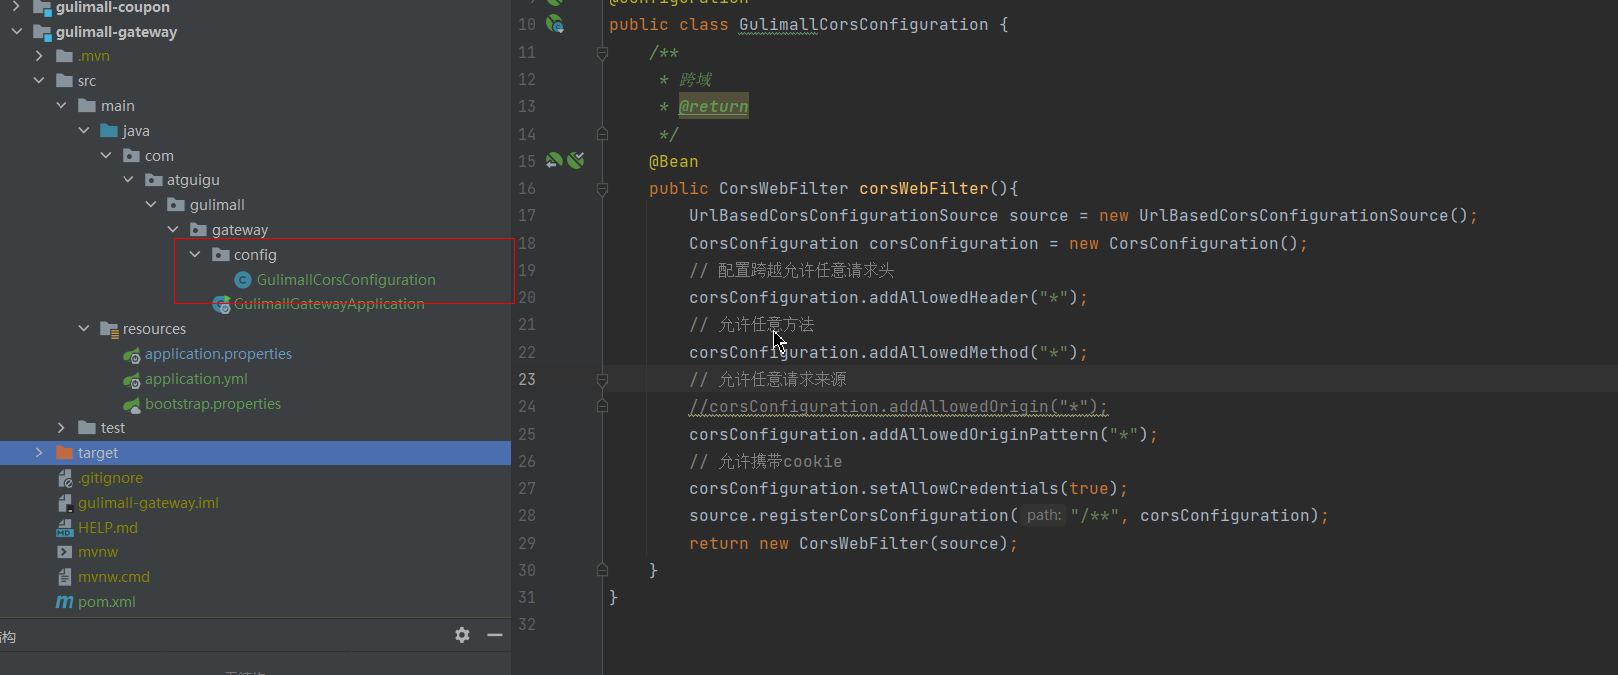 gulimall-coupon
gulimall-gateway
.mvn
src
main
java
com
atguigu
gulimall
gateway
config
GulimallCorsConfiguration
GulimallGatewayApplication
resources
application.properties
application.yml
bootstrap.properties
test
target
.gitignore
gulimall-gateway.iml
HELP.md
mvnw
mvnw.cmd
pom.xml
@Configuration
10 public class GulimallCorsConfiguration {
11 /**
12 * 跨域
13 * @return
14 */
15 @Bean
16 public CorsWebFilter corsWebFilter(){
17 UrlBasedCorsConfigurationSource source = new UrlBasedCorsConfigurationSource();
18 CorsConfiguration corsConfiguration = new CorsConfiguration();
19 // 配置跨越允许任意请求头
20 corsConfiguration.addAllowedHeader("*");
21 // 允许任意方法
22 corsConfiguration.addAllowedMethod("*");
23 // 允许任意请求来源
24 //corsConfiguration.addAllowedOrigin("*");
25 corsConfiguration.addAllowedOriginPattern("*");
26 // 允许携带cookie
27 corsConfiguration.setAllowCredentials(true);
28 source.registerCorsConfiguration( path: "/**", corsConfiguration);
29 return new CorsWebFilter(source);
30 }
31 }
32